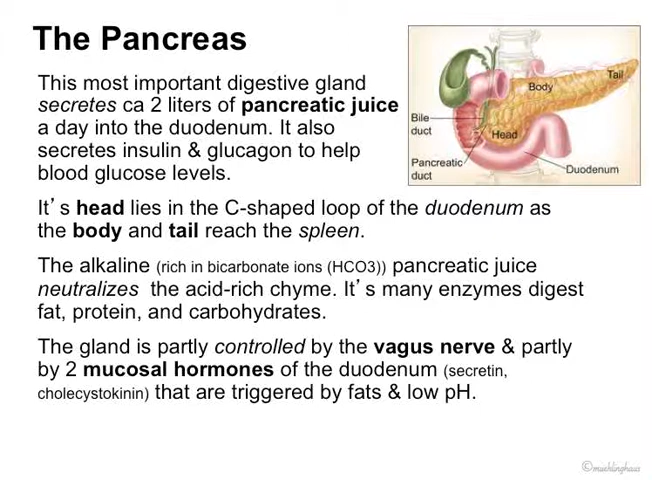 The Pancreas
This most important digestive gland
secretes ca 2 liters of pancreatic juice
a day into the duodenum. It also
secretes insulin & glucagon to help
blood glucose levels.
Tail
Body
Bile
duct
Head
Pancreatic
duct
Duodenum
It's head lies in the C-shaped loop of the duodenum as
the body and tail reach the spleen.
The alkaline (rich in bicarbonate ions (HCO3)) pancreatic juice
neutralizes the acid-rich chyme. It's many enzymes digest
fat, protein, and carbohydrates.
The gland is partly controlled by the vagus nerve & partly
by 2 mucosal hormones of the duodenum (secretin,
cholecystokinin) that are triggered by fats & low pH.